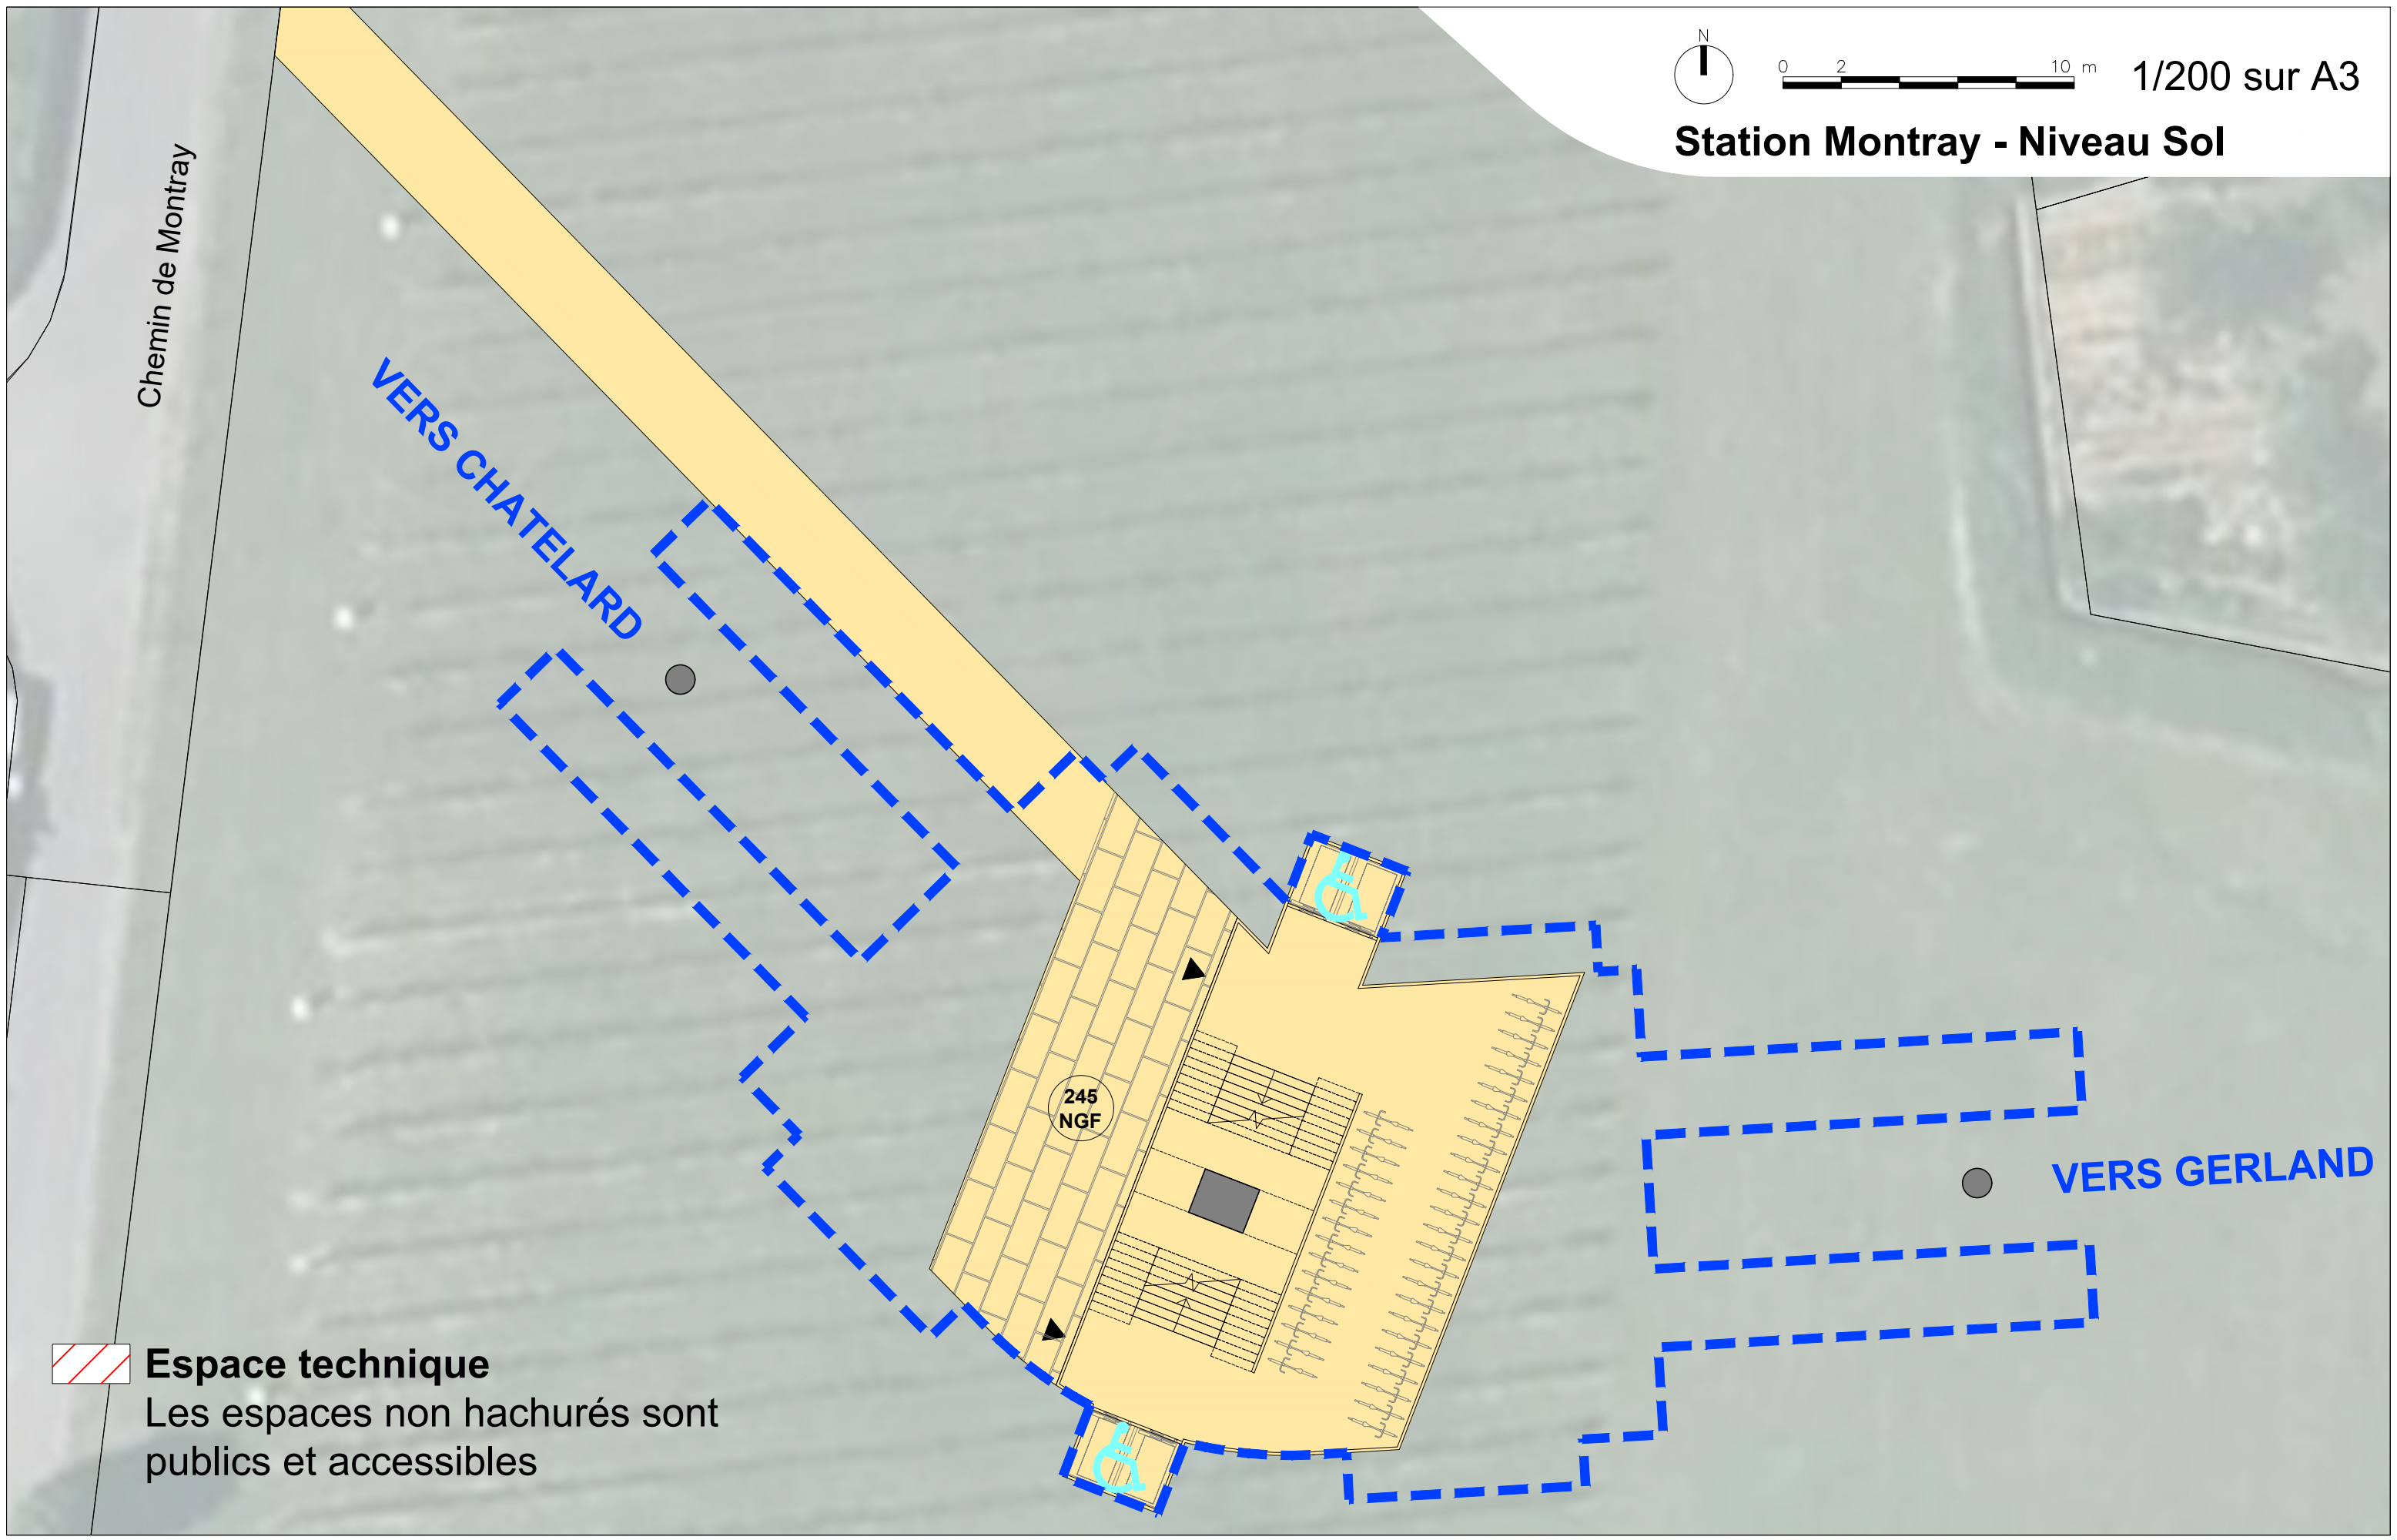 N
0 2 10 m
1/200 sur A3
Station Montray - Niveau Sol
Chemin de Montray
VERS CHATELARD
245
NGF
VERS GERLAND
Espace technique
Les espaces non hachurés sont
publics et accessibles